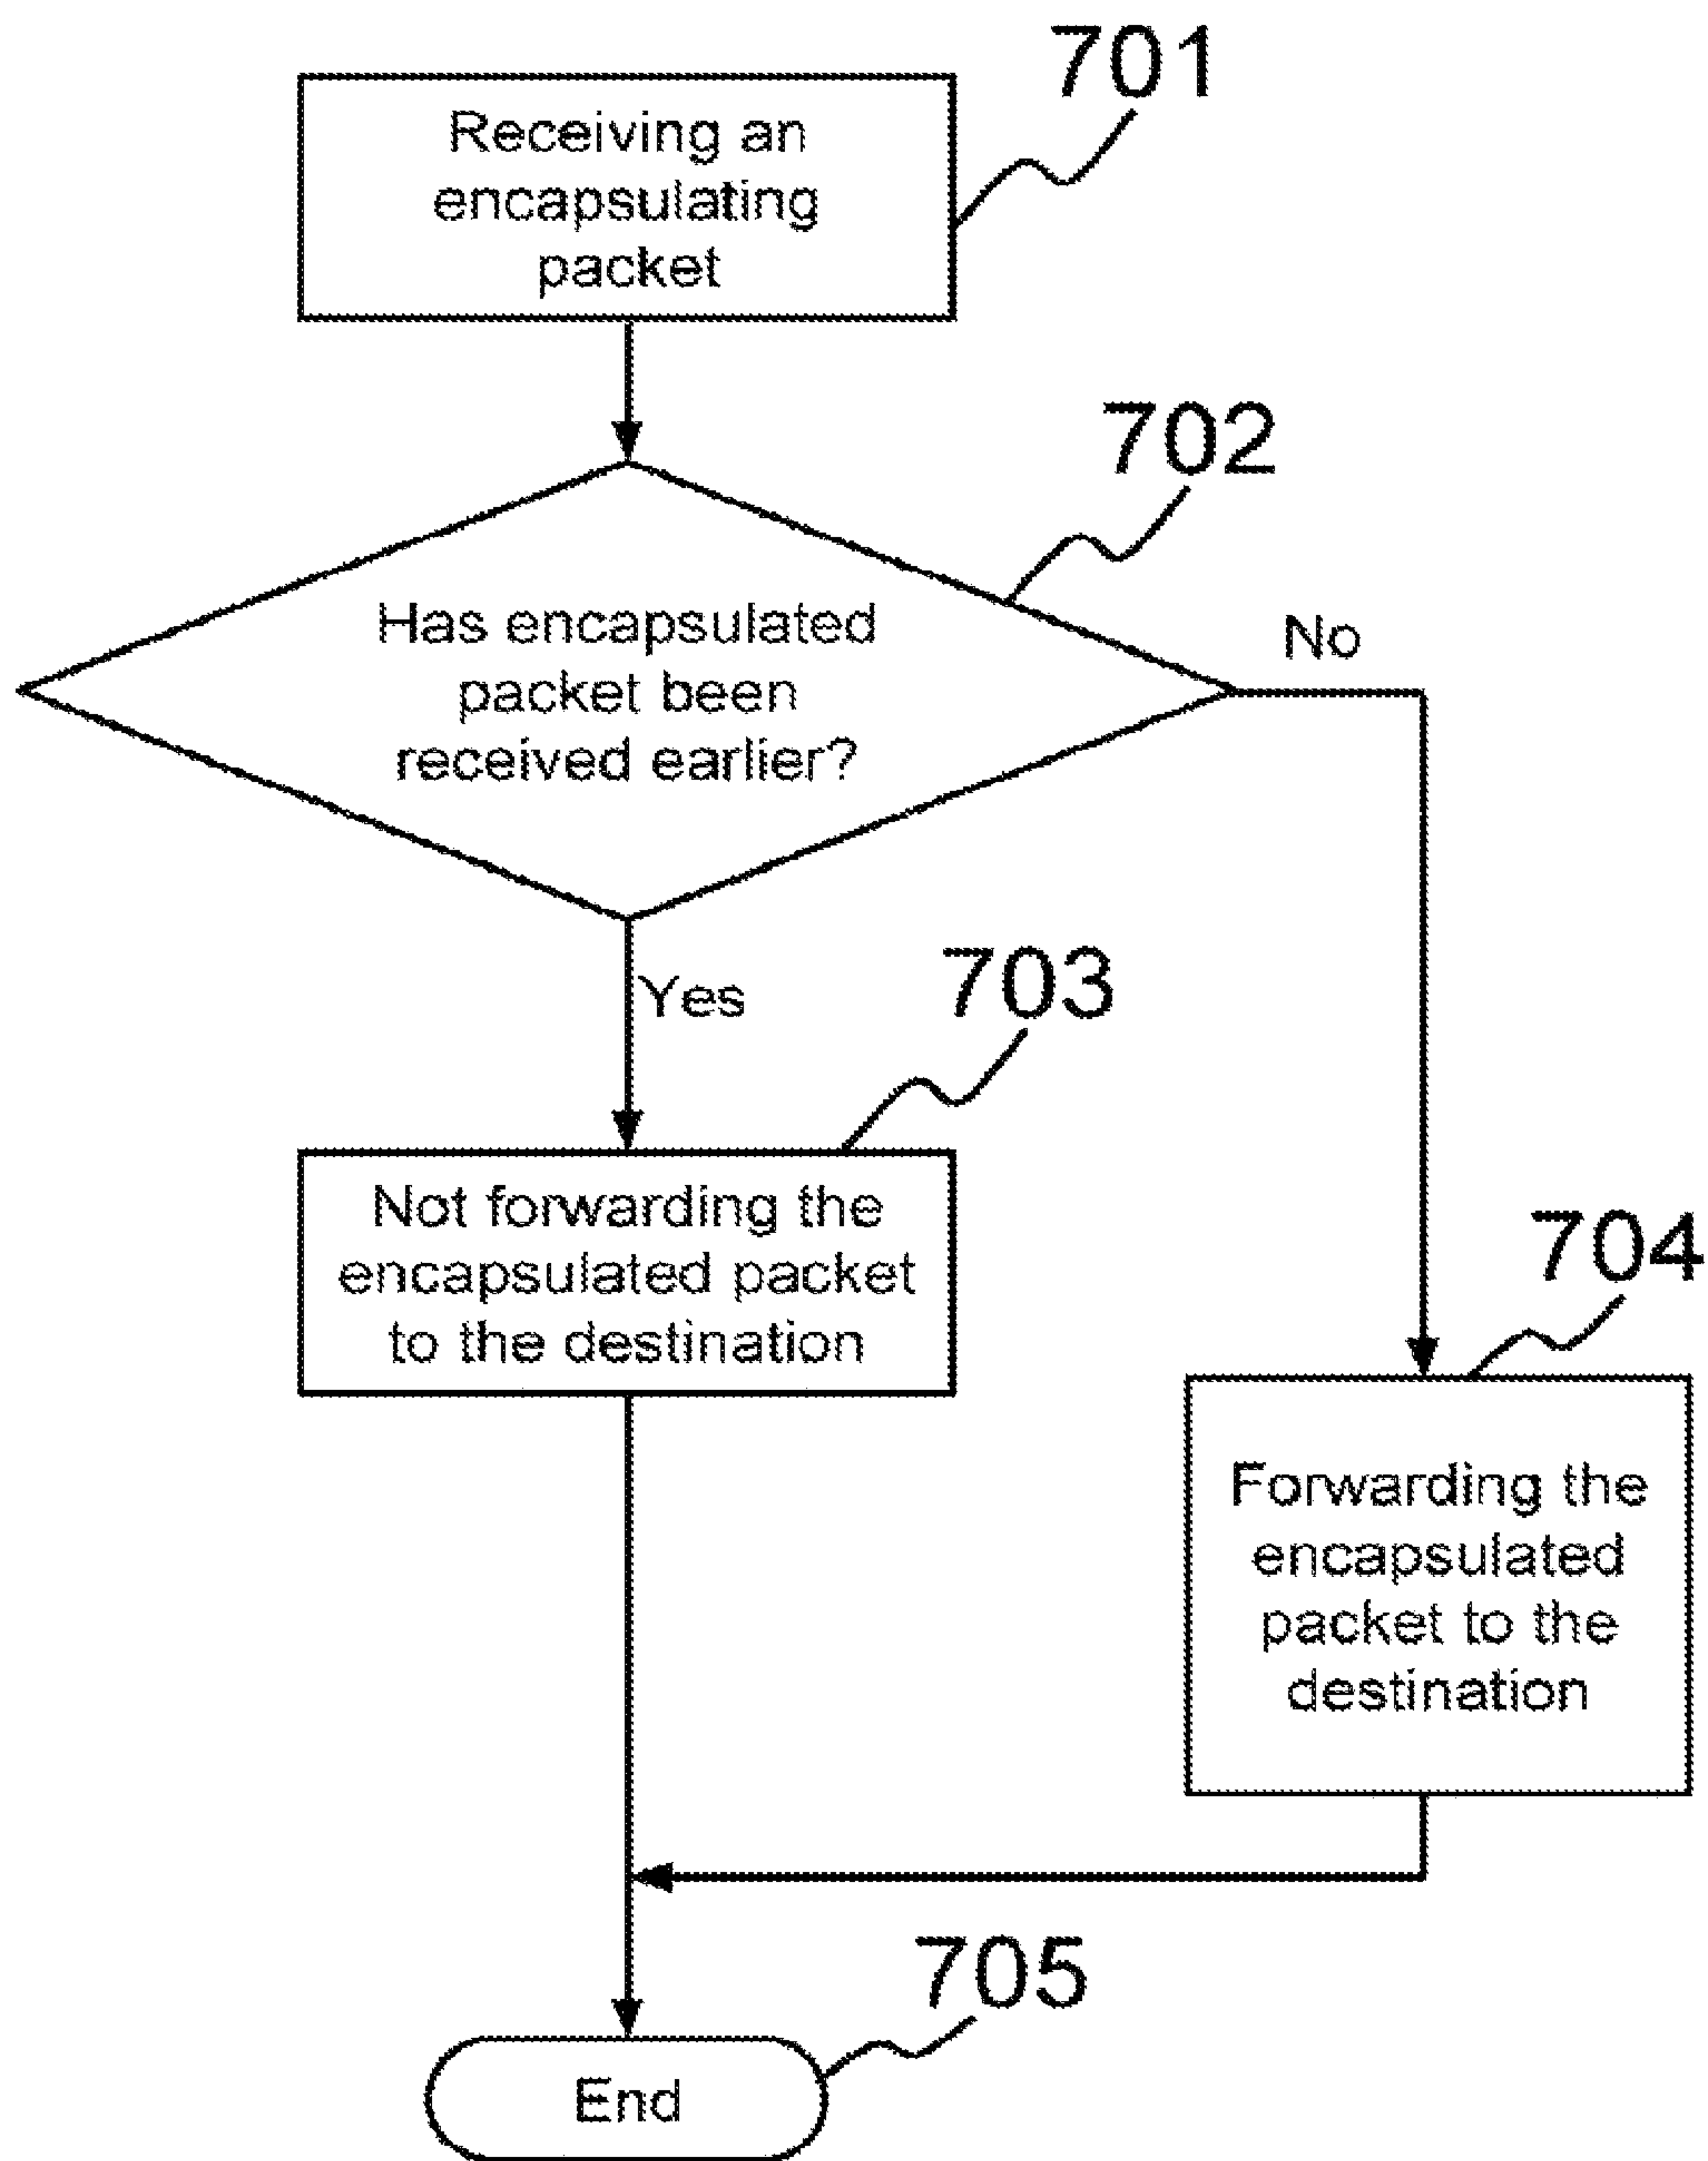 701
Receiving an
encapsulating
packet
702
Has encapsulated
packet been
received earlier?
No
Yes
703
Not forwarding the
encapsulated packet
to the destination
704
Forwarding the
encapsulated
packet to the
destination
705
End